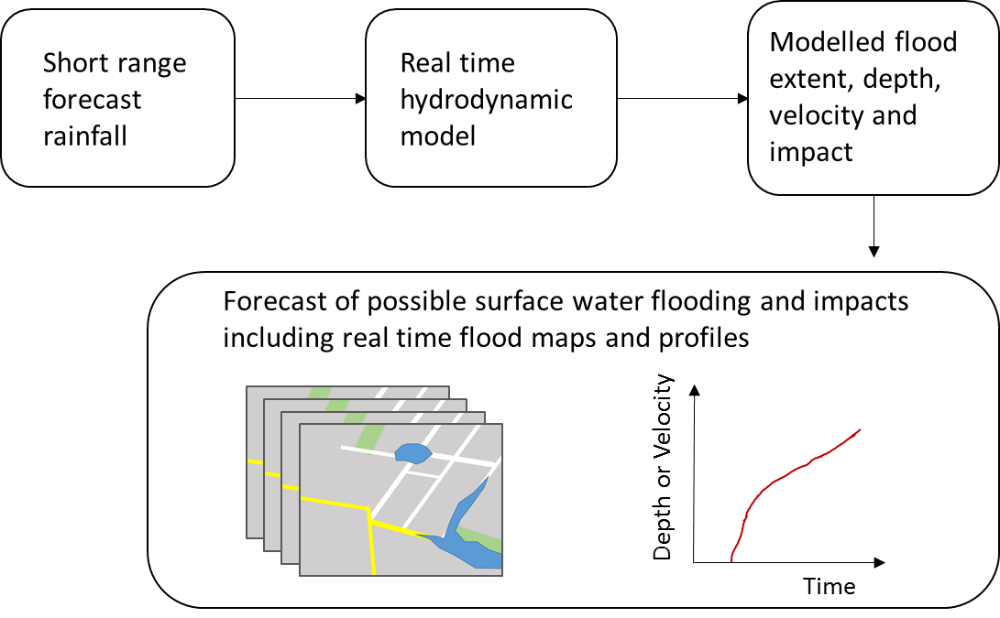 Short range
forecast
rainfall
Real time
hydrodynamic
model
Modelled flood
extent, depth,
velocity and
impact
Forecast of possible surface water flooding and impacts
including real time flood maps and profiles
Depth or Velocity
Time